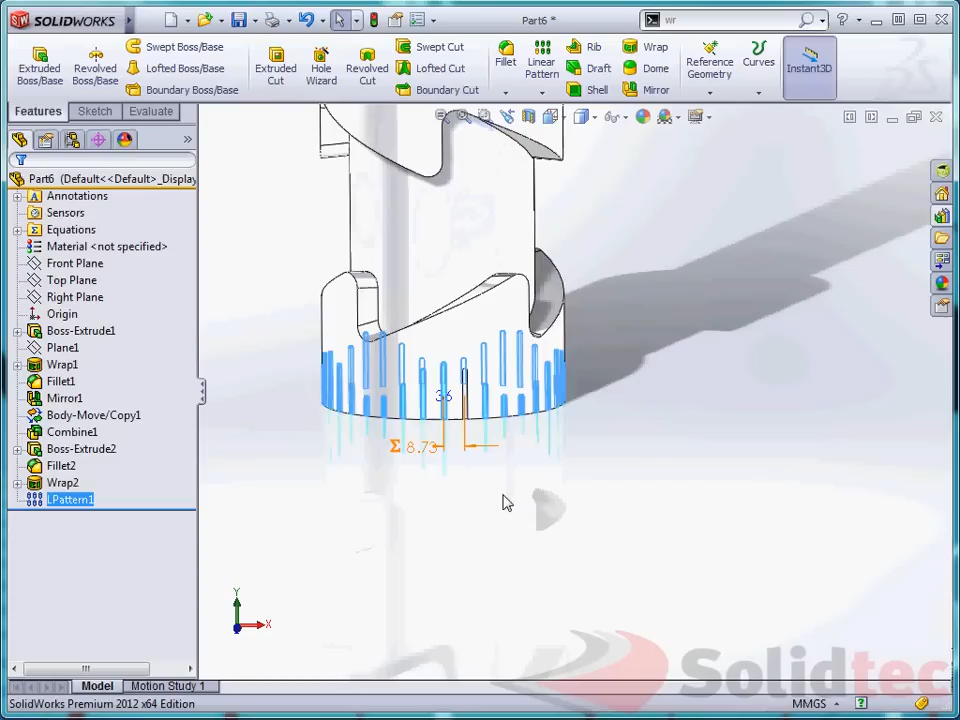 SOLIDWORKS
Part6 *
wr
Extruded Boss/Base
Revolved Boss/Base
Swept Boss/Base
Lofted Boss/Base
Boundary Boss/Base
Extruded Cut
Hole Wizard
Revolved Cut
Swept Cut
Lofted Cut
Boundary Cut
Fillet
Linear Pattern
Rib
Draft
Shell
Wrap
Dome
Mirror
Reference Geometry
Curves
Instant3D
Features
Sketch
Evaluate
Part6 (Default<<Default>_Display
Annotations
Sensors
Equations
Material <not specified>
Front Plane
Top Plane
Right Plane
Origin
Boss-Extrude1
Plane1
Wrap1
Fillet1
Mirror1
Body-Move/Copy1
Combine1
Boss-Extrude2
Fillet2
Wrap2
LPattern1
36
Σ 8.73
Y
X
Model
Motion Study 1
Solidtec
SolidWorks Premium 2012 x64 Edition
MMGS